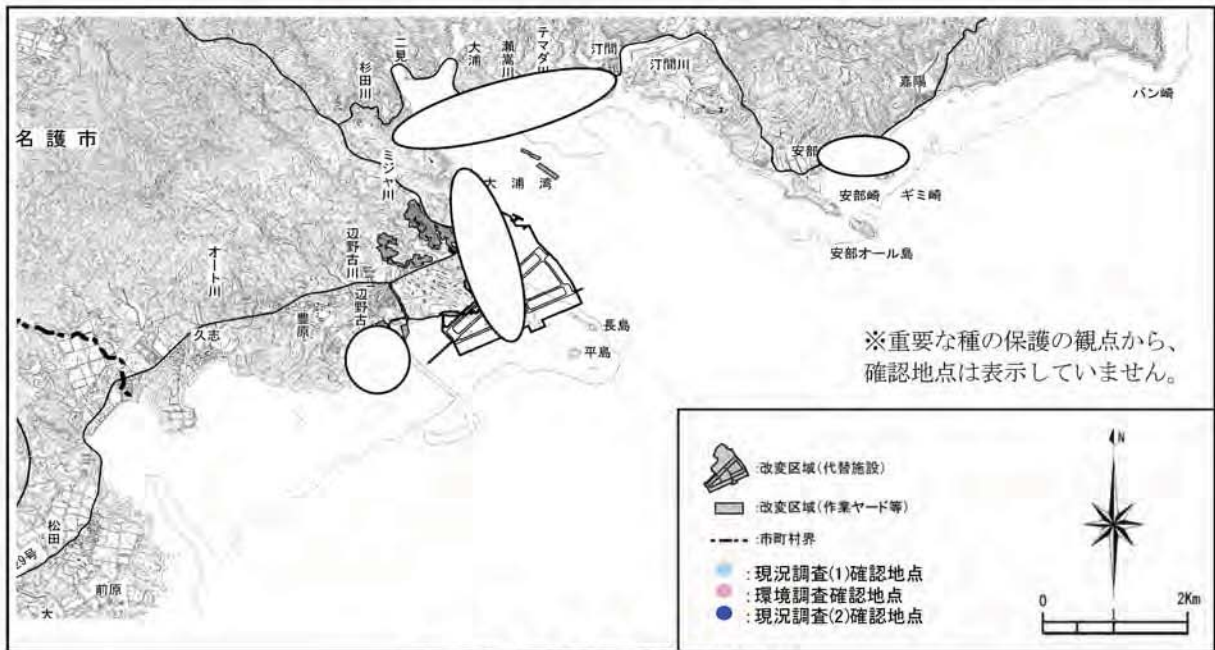 名護市
杉田川
二見
大浦
瀬嵩川
テマダ川
汀間
汀間川
嘉陽
バン崎
安部
安部崎
ギミ崎
安部オール島
大浦湾
ミジャ川
辺野古川
辺野古
オート川
久志
豊原
長島
平島
松田
29号
前原
大
※重要な種の保護の観点から、
確認地点は表示していません。
:改変区域(代替施設)
:改変区域(作業ヤード等)
:市町村界
:現況調査(1)確認地点
:環境調査確認地点
:現況調査(2)確認地点
N
0 2Km